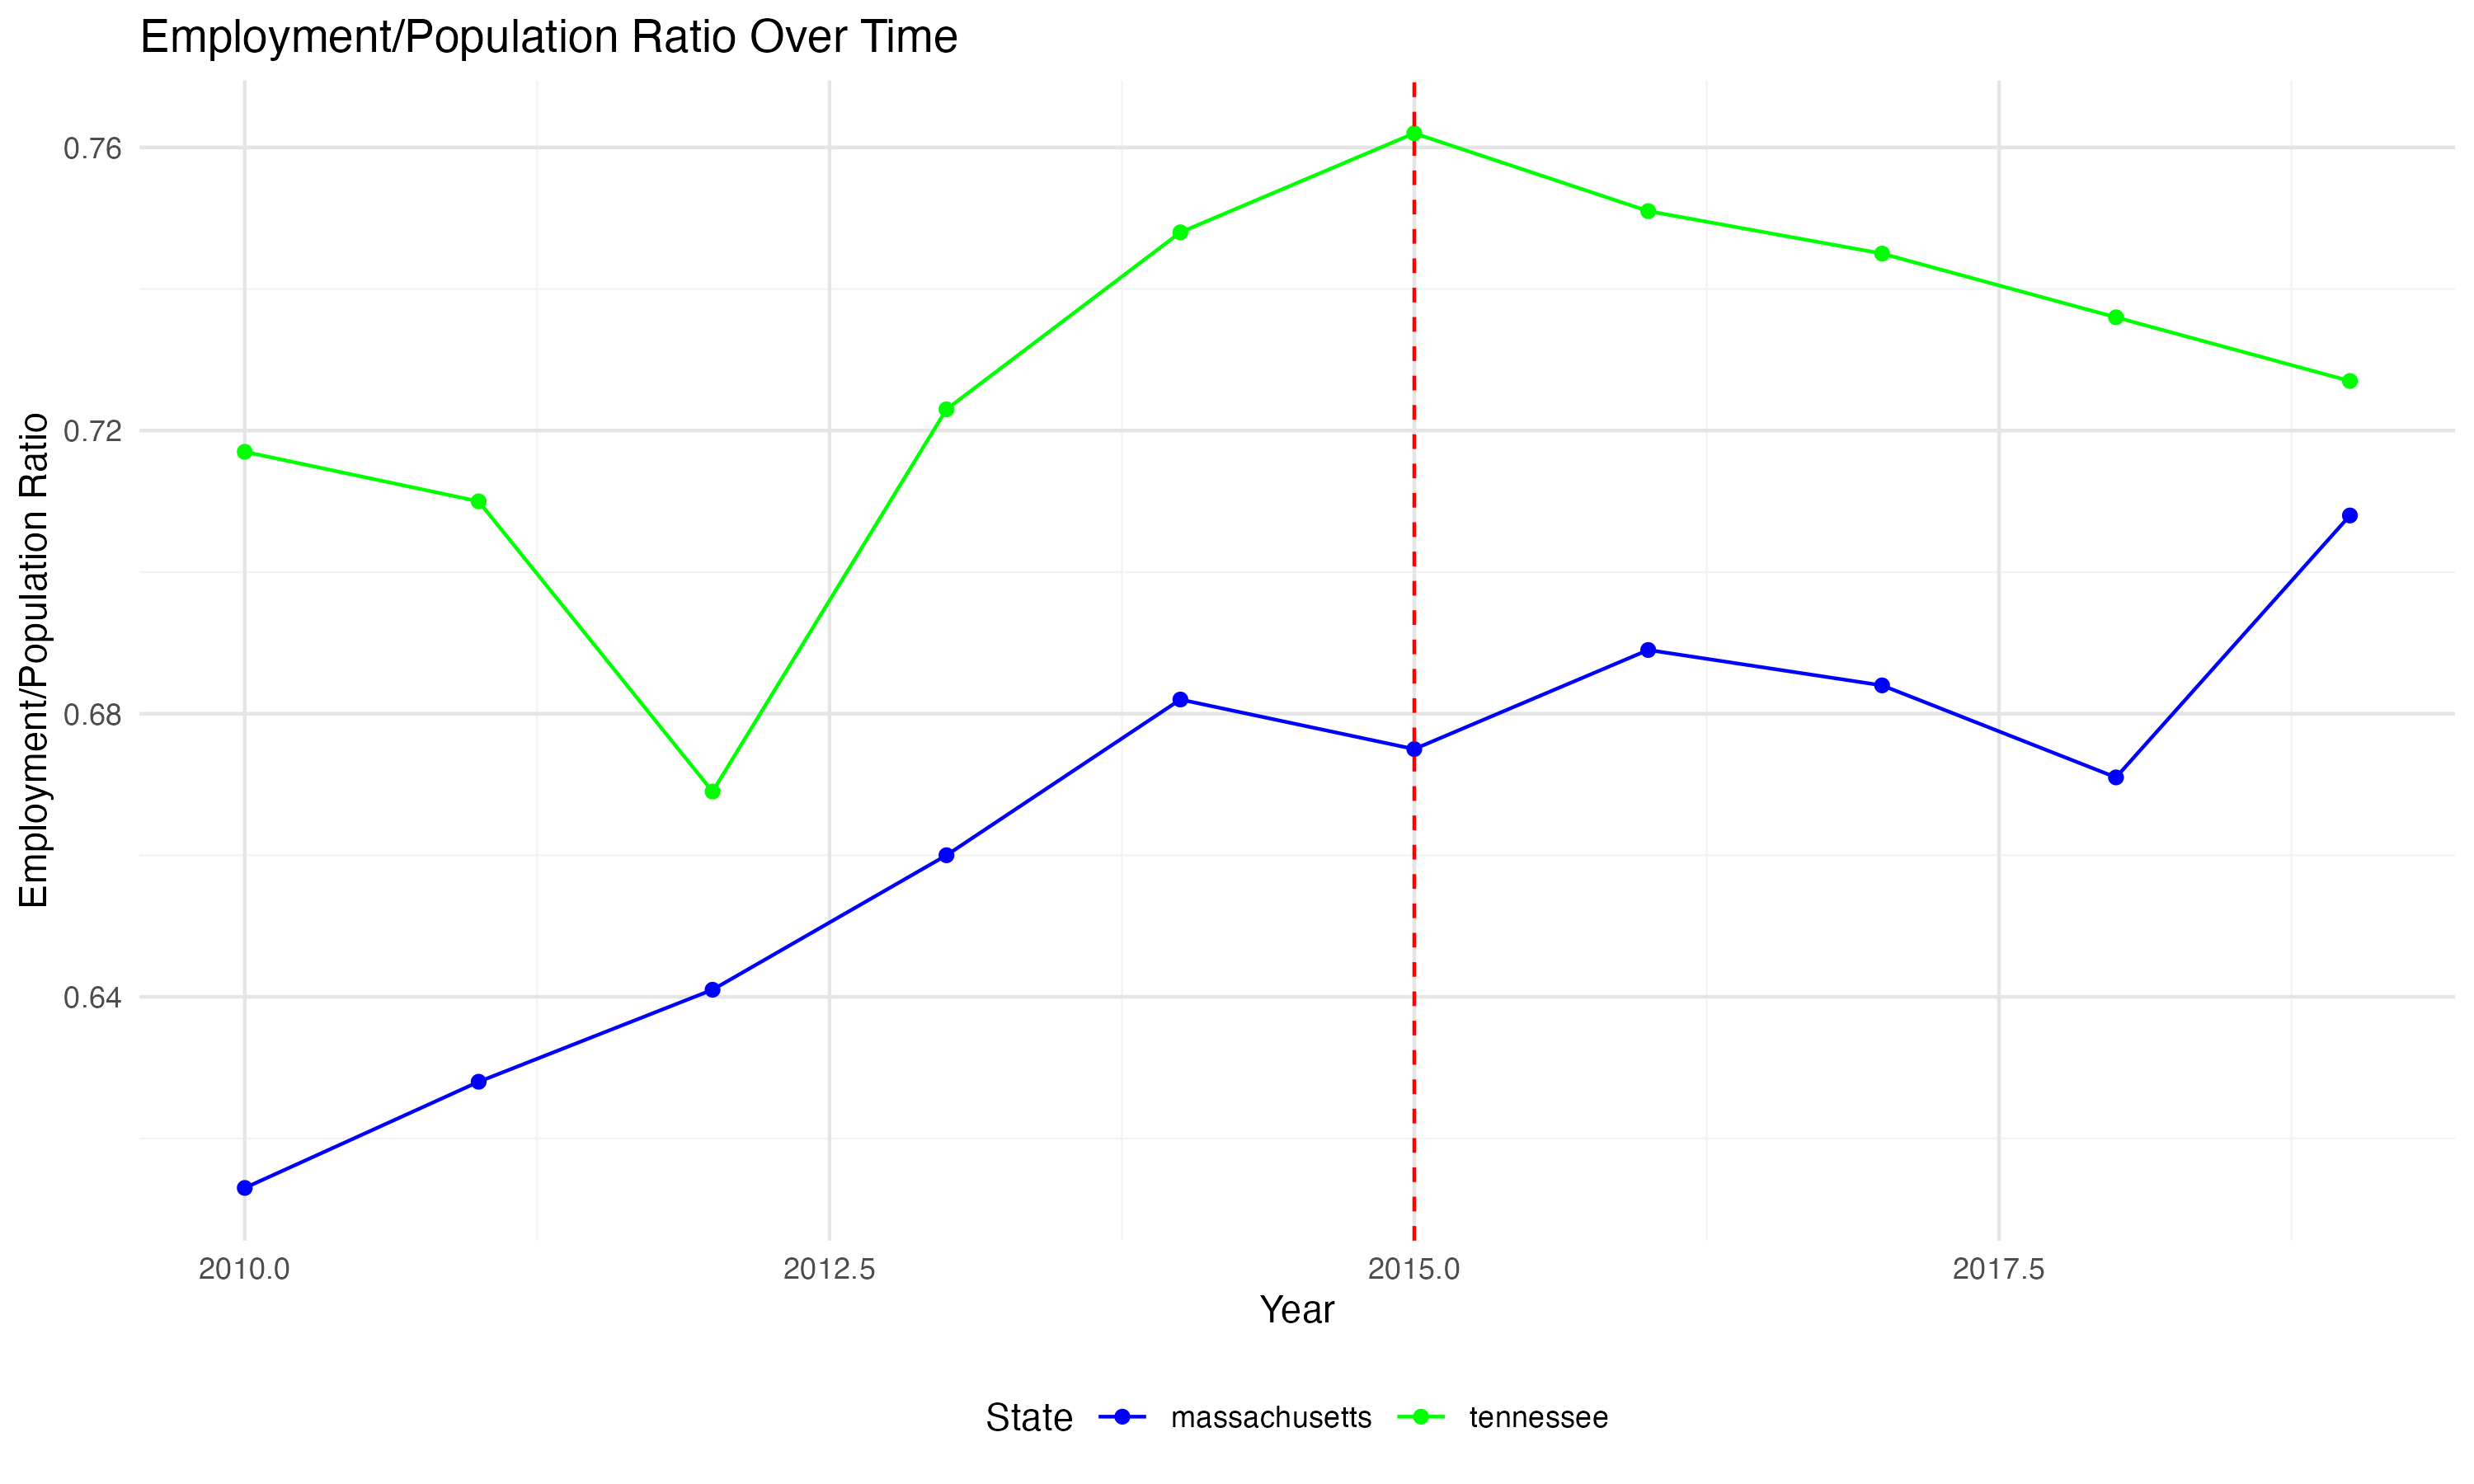 Employment/Population Ratio Over Time
Employment/Population Ratio
0.76
0.72
0.68
0.64
2010.0 2012.5 2015.0 2017.5
Year
State massachusetts tennessee